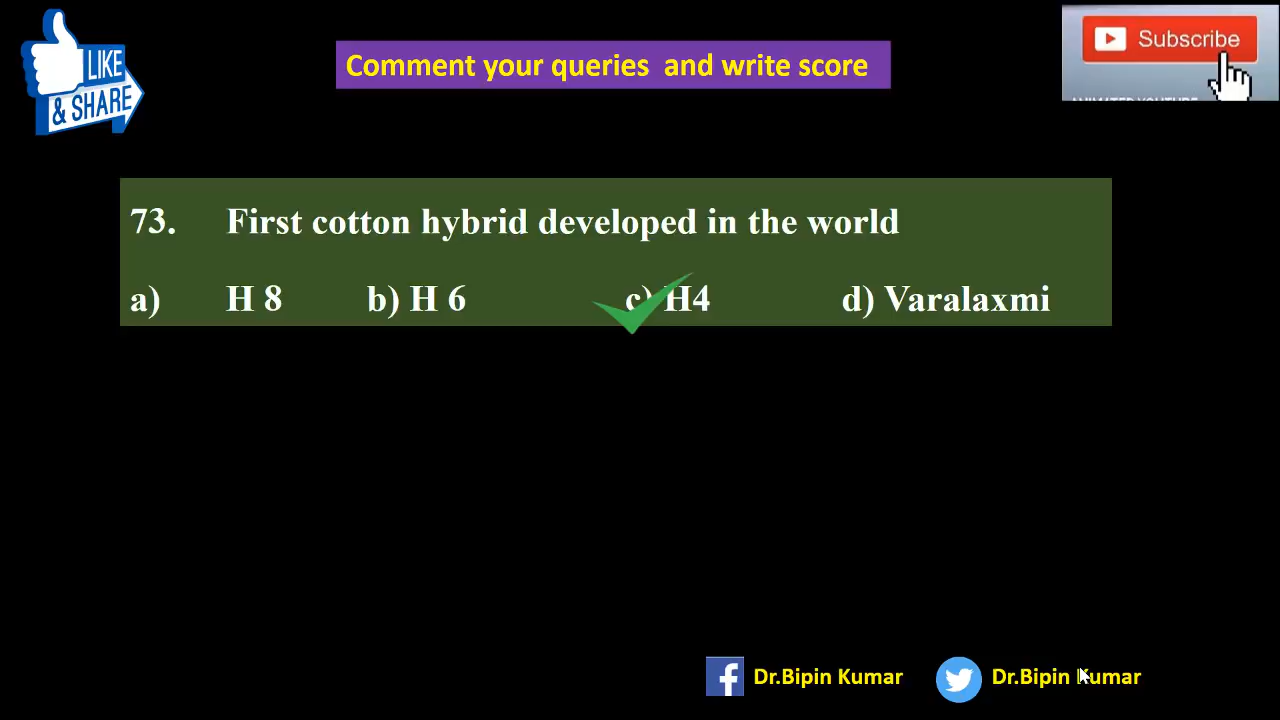 LIKE
& SHARE
Comment your queries and write score
Subscribe
73. First cotton hybrid developed in the world
a) H 8 b) H 6 c) H4 d) Varalaxmi
Dr.Bipin Kumar Dr.Bipin Kumar